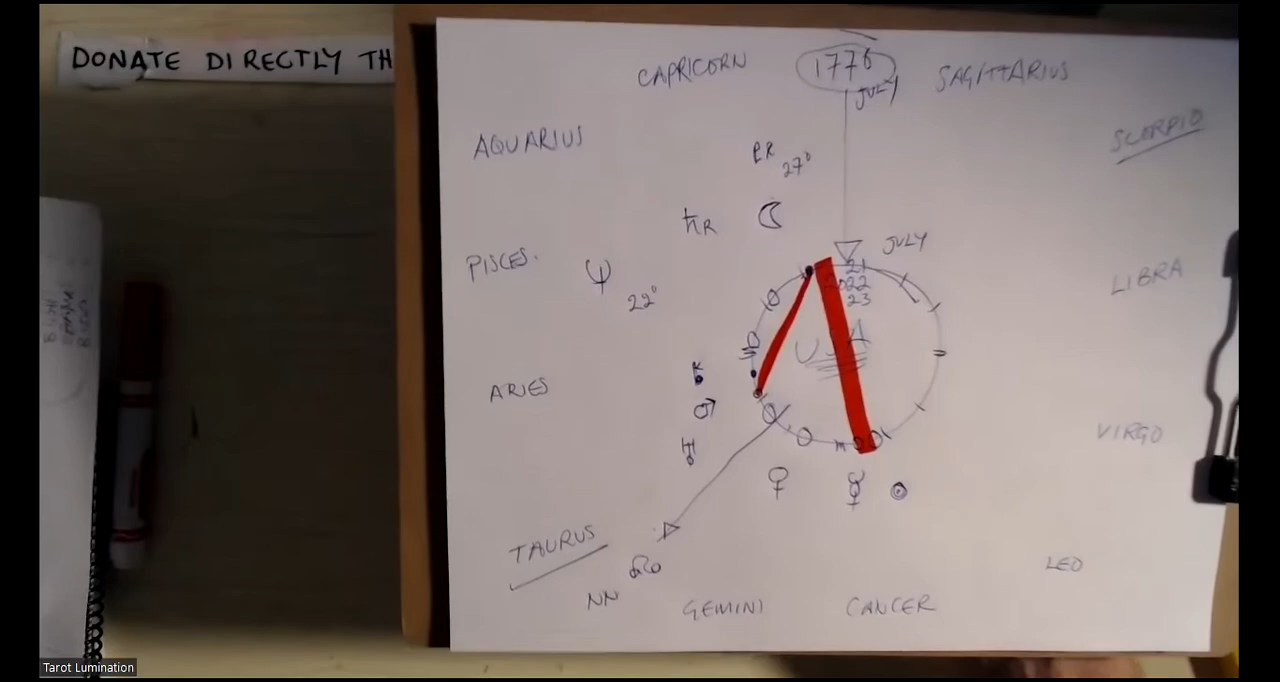 DONATE DIRECTLY TH
CAPRICORN
1776
JULY
SAGITTARIUS
SCORPIO
AQUARIUS
27°
R
JULY
PISCES.
22°
LIBRA
21
2022
23
USA
ARIES
VIRGO
TAURUS
NN
GEMINI
CANCER
LEO
Tarot Lumination